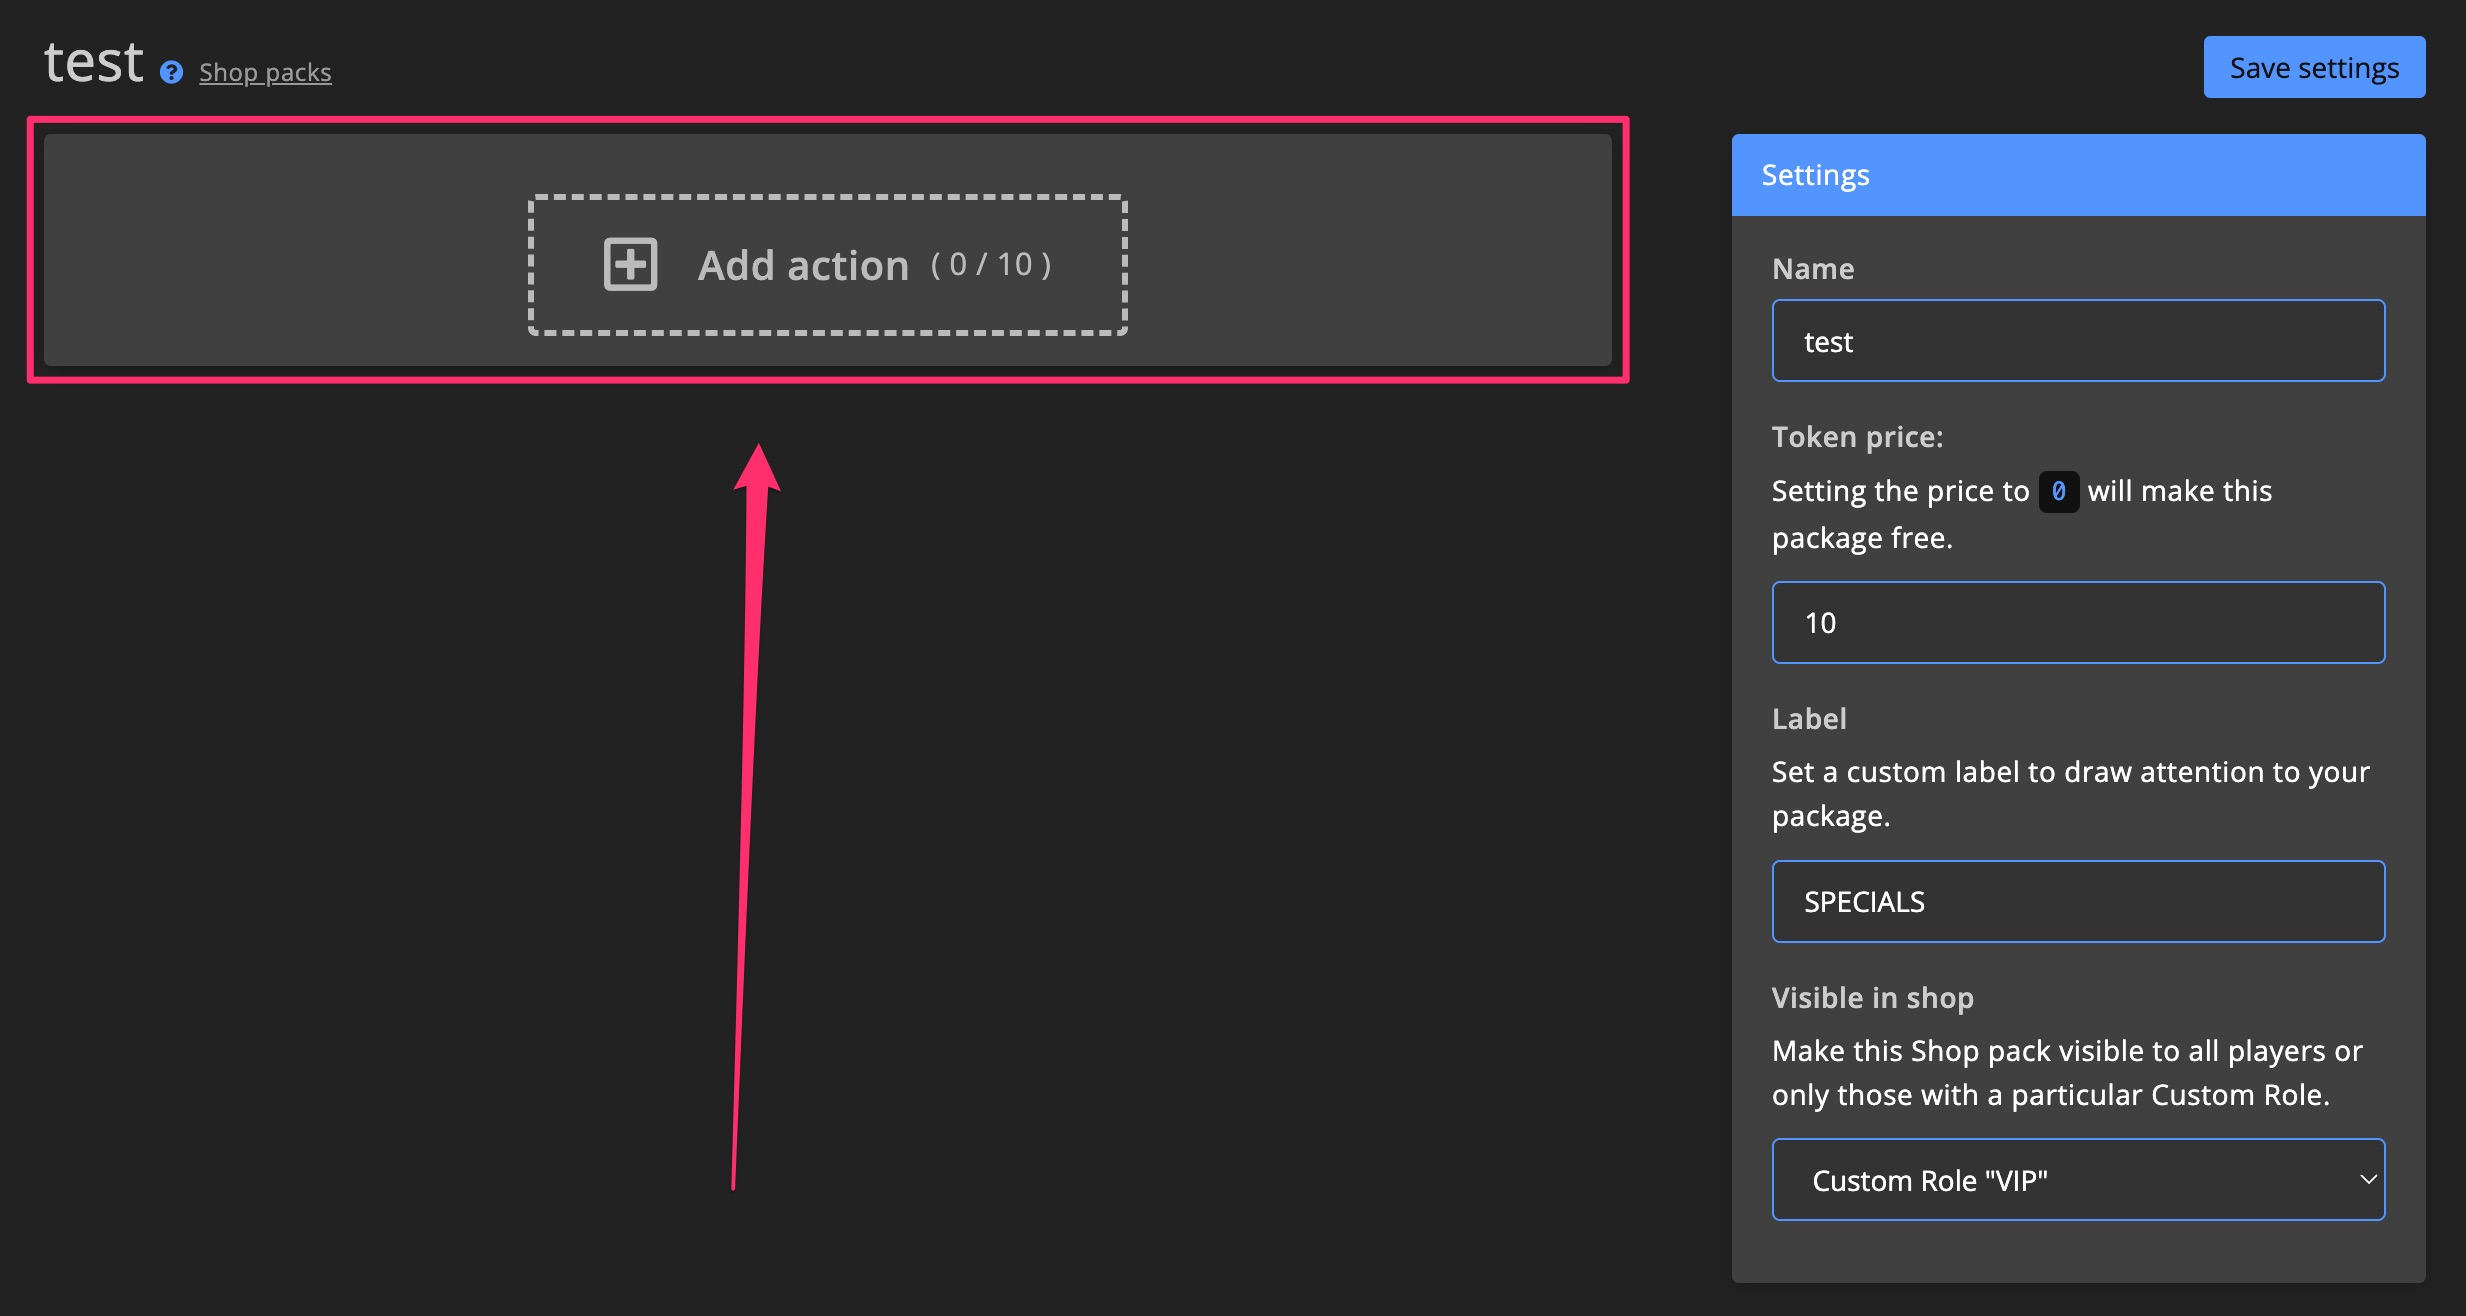 test ? Shop packs
Save settings
Add action ( 0 / 10 )
Settings
Name
test
Token price:
Setting the price to 0 will make this
package free.
10
Label
Set a custom label to draw attention to your
package.
SPECIALS
Visible in shop
Make this Shop pack visible to all players or
only those with a particular Custom Role.
Custom Role "VIP"